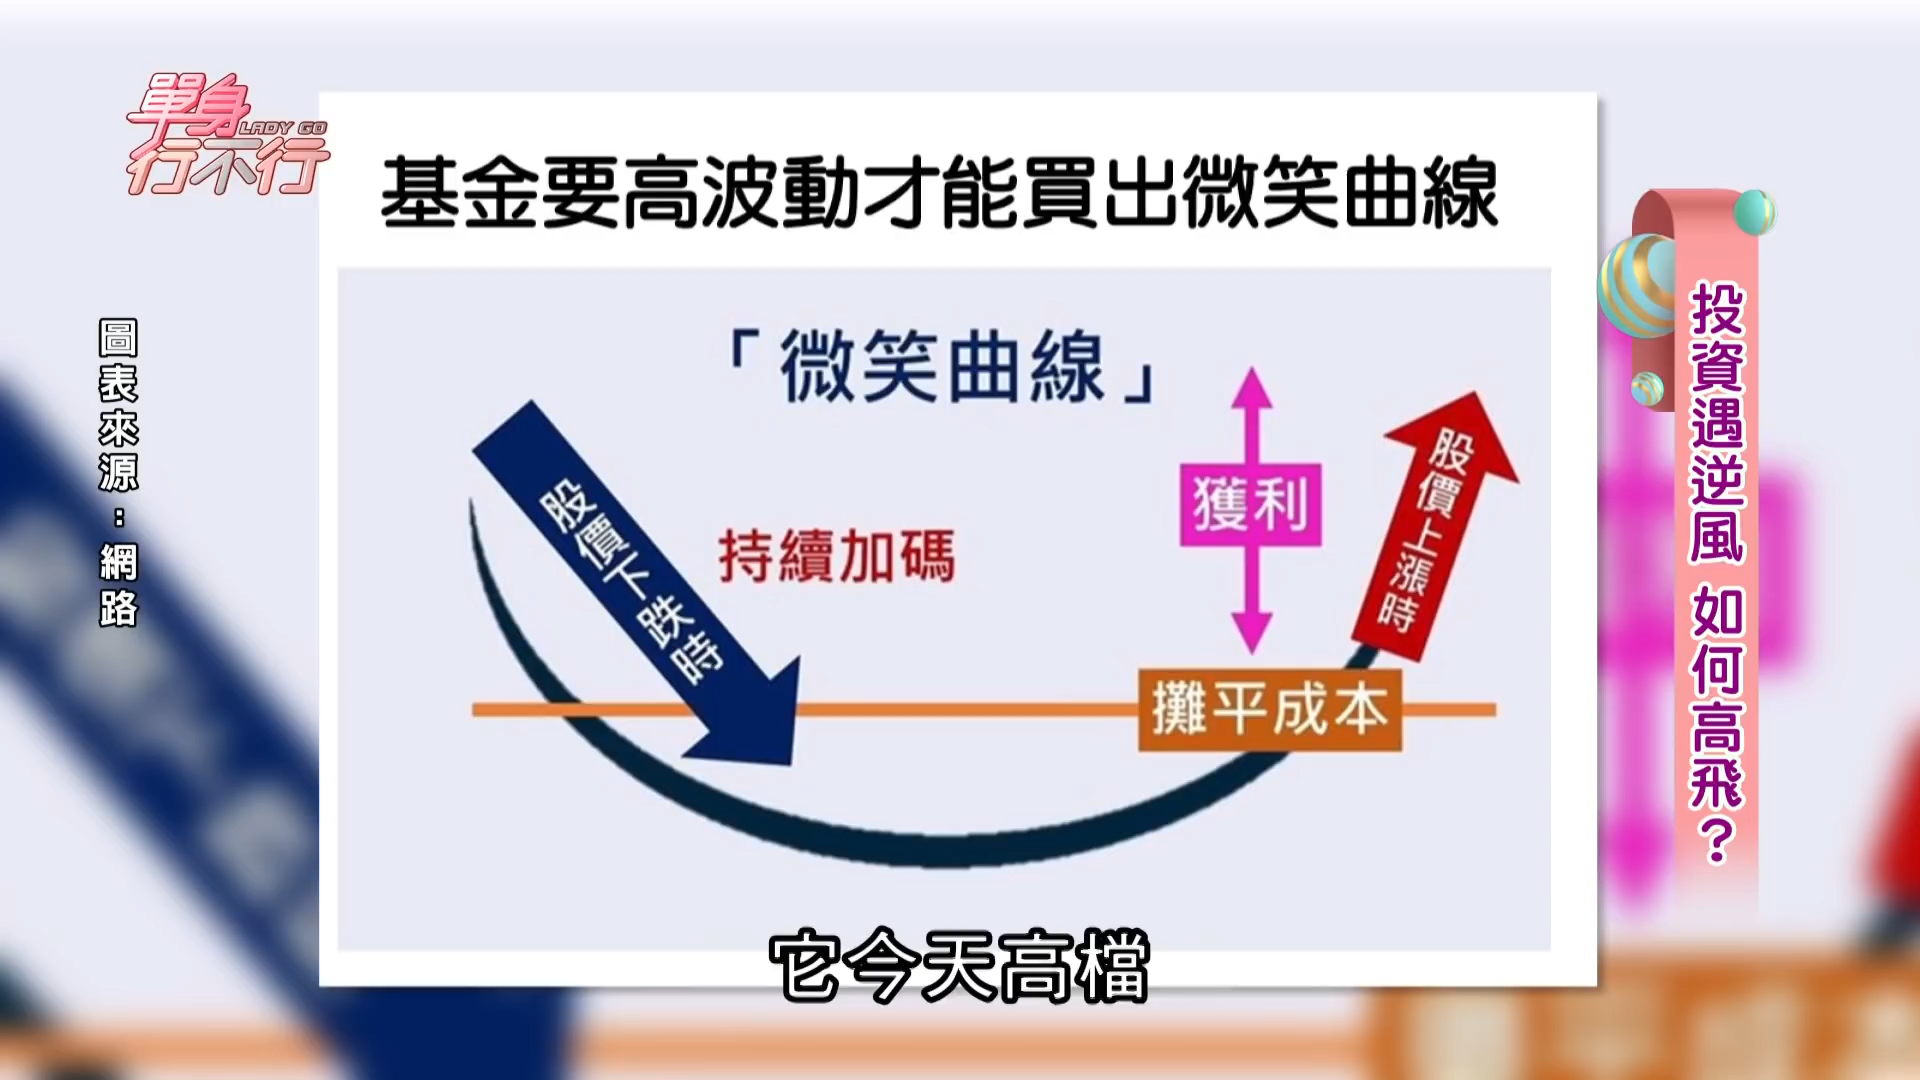 單身
LADY GO
行不行
基金要高波動才能買出微笑曲線
圖表來源:網路
「微笑曲線」
股價下跌時
持續加碼
獲利
股價上漲時
攤平成本
投資遇逆風 如何高飛?
它今天高檔